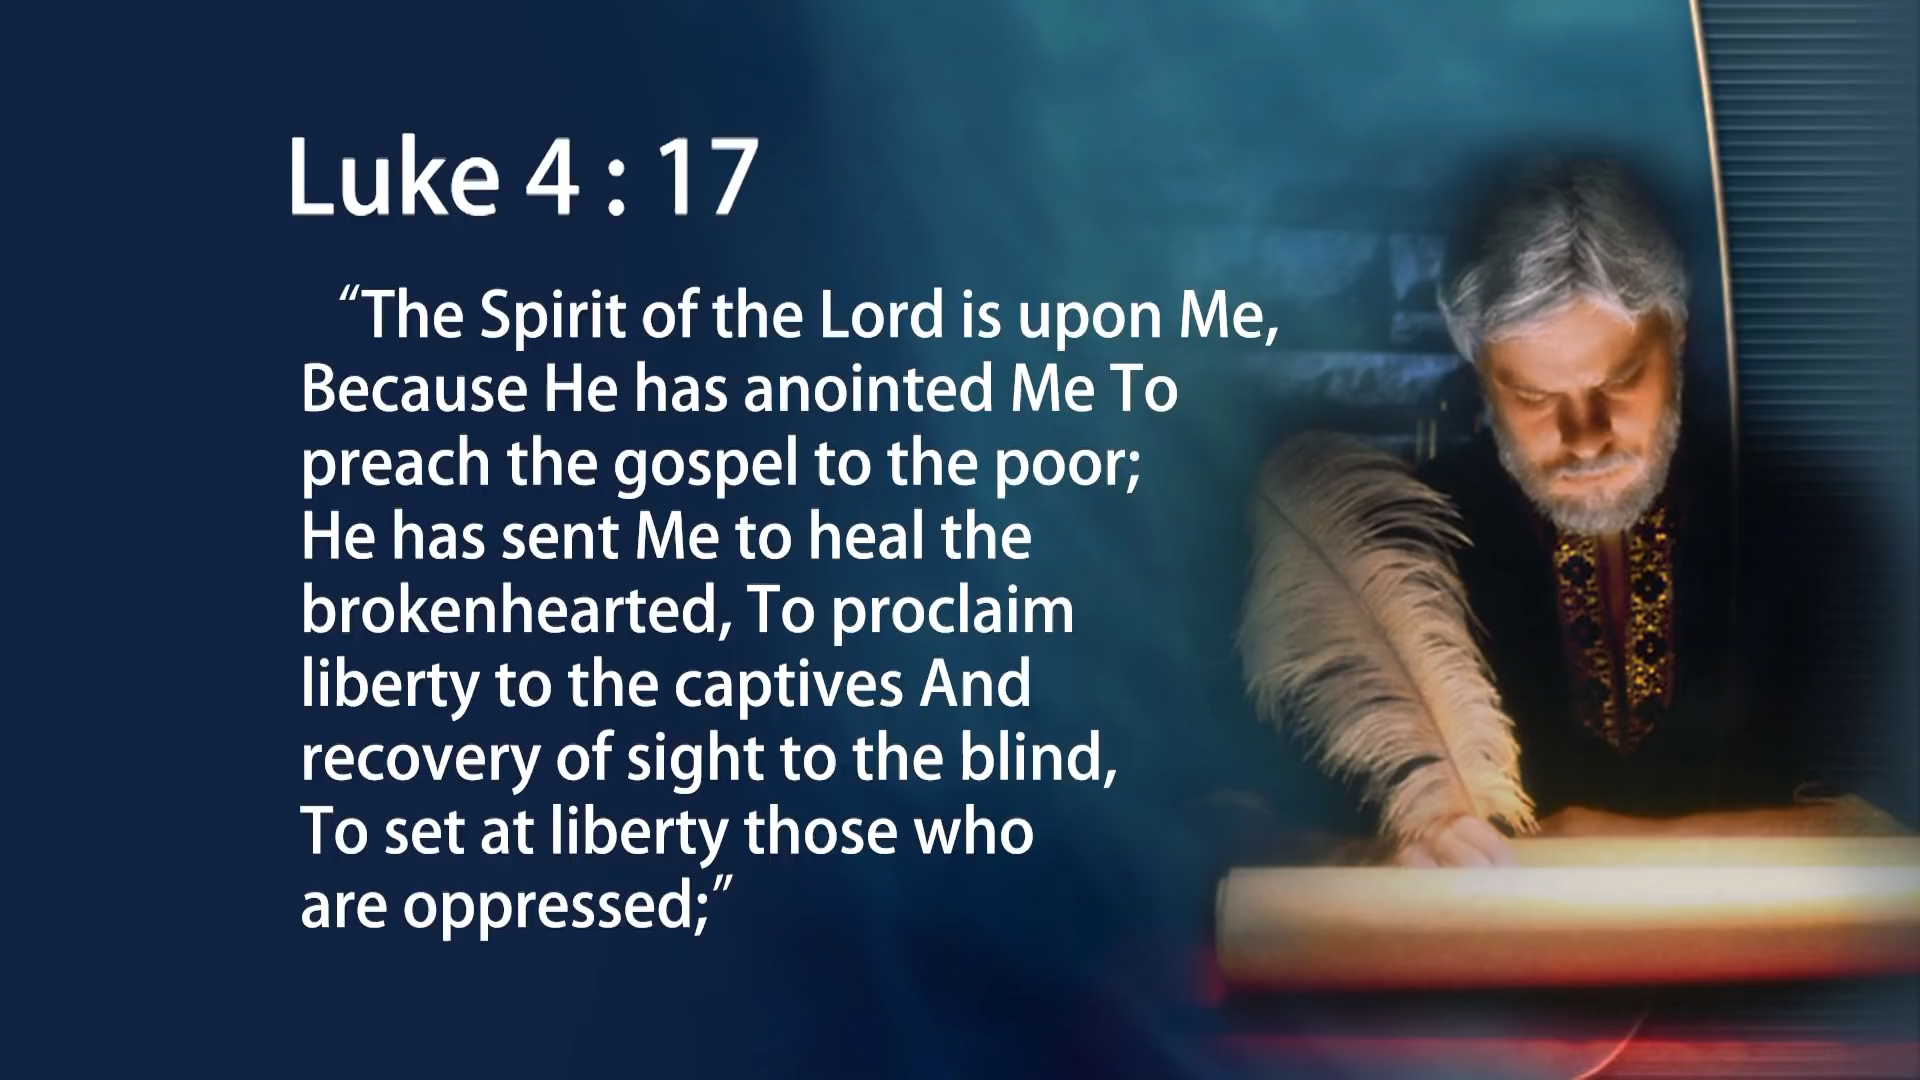 Luke 4 : 17
“The Spirit of the Lord is upon Me,
Because He has anointed Me To
preach the gospel to the poor;
He has sent Me to heal the
brokenhearted, To proclaim
liberty to the captives And
recovery of sight to the blind,
To set at liberty those who
are oppressed;”